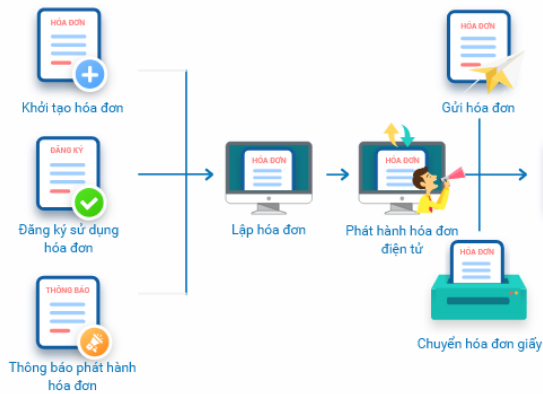 HÓA ĐƠN
Khởi tạo hóa đơn
ĐĂNG KÝ
Đăng ký sử dụng
hóa đơn
THÔNG BÁO
Thông báo phát hành
hóa đơn
HÓA ĐƠN
Lập hóa đơn
HÓA ĐƠN
Phát hành hóa đơn
điện tử
HÓA ĐƠN
Gửi hóa đơn
HÓA ĐƠN
Chuyển hóa đơn giấy